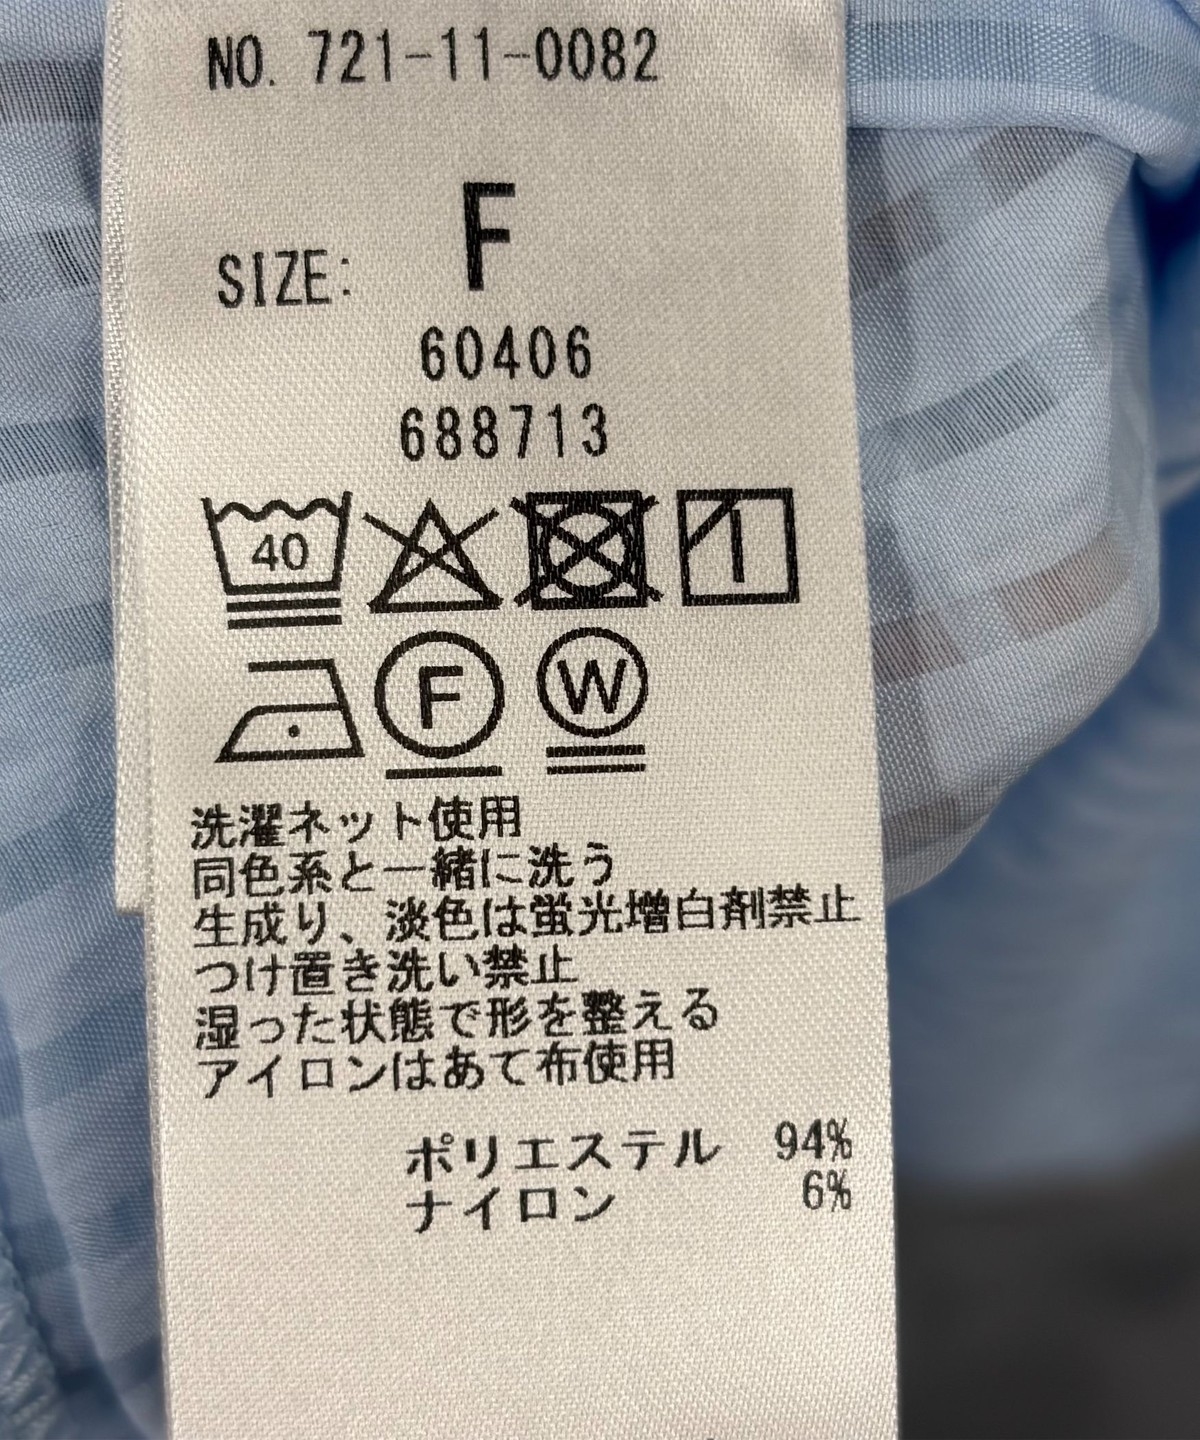 NO. 721-11-0082
SIZE: F
60406
688713
40
F W
洗濯ネット使用
同色系と一緒に洗う
生成り、淡色は蛍光増白剤禁止
つけ置き洗い禁止
湿った状態で形を整える
アイロンはあて布使用
ポリエステル 94%
ナイロン 6%